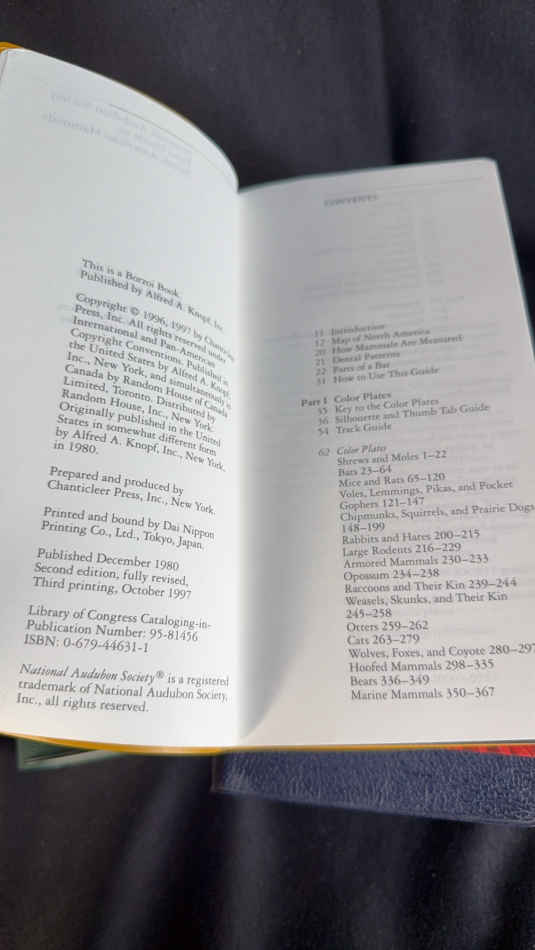 This is a Borzoi Book
Published by Alfred A. Knopf, Inc.
Copyright © 1996, 1997 by Chanticleer
Press, Inc. All rights reserved under
International and Pan-American
Copyright Conventions. Published in
the United States by Alfred A. Knopf,
Inc., New York, and simultaneously in
Canada by Random House of Canada
Limited, Toronto. Distributed by
Random House, Inc., New York.
Originally published in the United
States in somewhat different form
by Alfred A. Knopf, Inc., New York,
in 1980.
Prepared and produced by
Chanticleer Press, Inc., New York.
Printed and bound by Dai Nippon
Printing Co., Ltd., Tokyo, Japan.
Published December 1980
Second edition, fully revised,
Third printing, October 1997
Library of Congress Cataloging-in-
Publication Number: 95-81456
ISBN: 0-679-44631-1
National Audubon Society® is a registered
trademark of National Audubon Society,
Inc., all rights reserved.
CONTENTS
11 Introduction
12 Map of North America
20 How Mammals Are Measured
21 Dental Patterns
22 Parts of a Bat
31 How to Use This Guide
Part I Color Plates
35 Key to the Color Plates
36 Silhouette and Thumb Tab Guide
54 Track Guide
62 Color Plates
Shrews and Moles 1–22
Bats 23–64
Mice and Rats 65–120
Voles, Lemmings, Pikas, and Pocket
Gophers 121–147
Chipmunks, Squirrels, and Prairie Dogs
148–199
Rabbits and Hares 200–215
Large Rodents 216–229
Armored Mammals 230–233
Opossum 234–238
Raccoons and Their Kin 239–244
Weasels, Skunks, and Their Kin
245–258
Otters 259–262
Cats 263–279
Wolves, Foxes, and Coyote 280–297
Hoofed Mammals 298–335
Bears 336–349
Marine Mammals 350–367